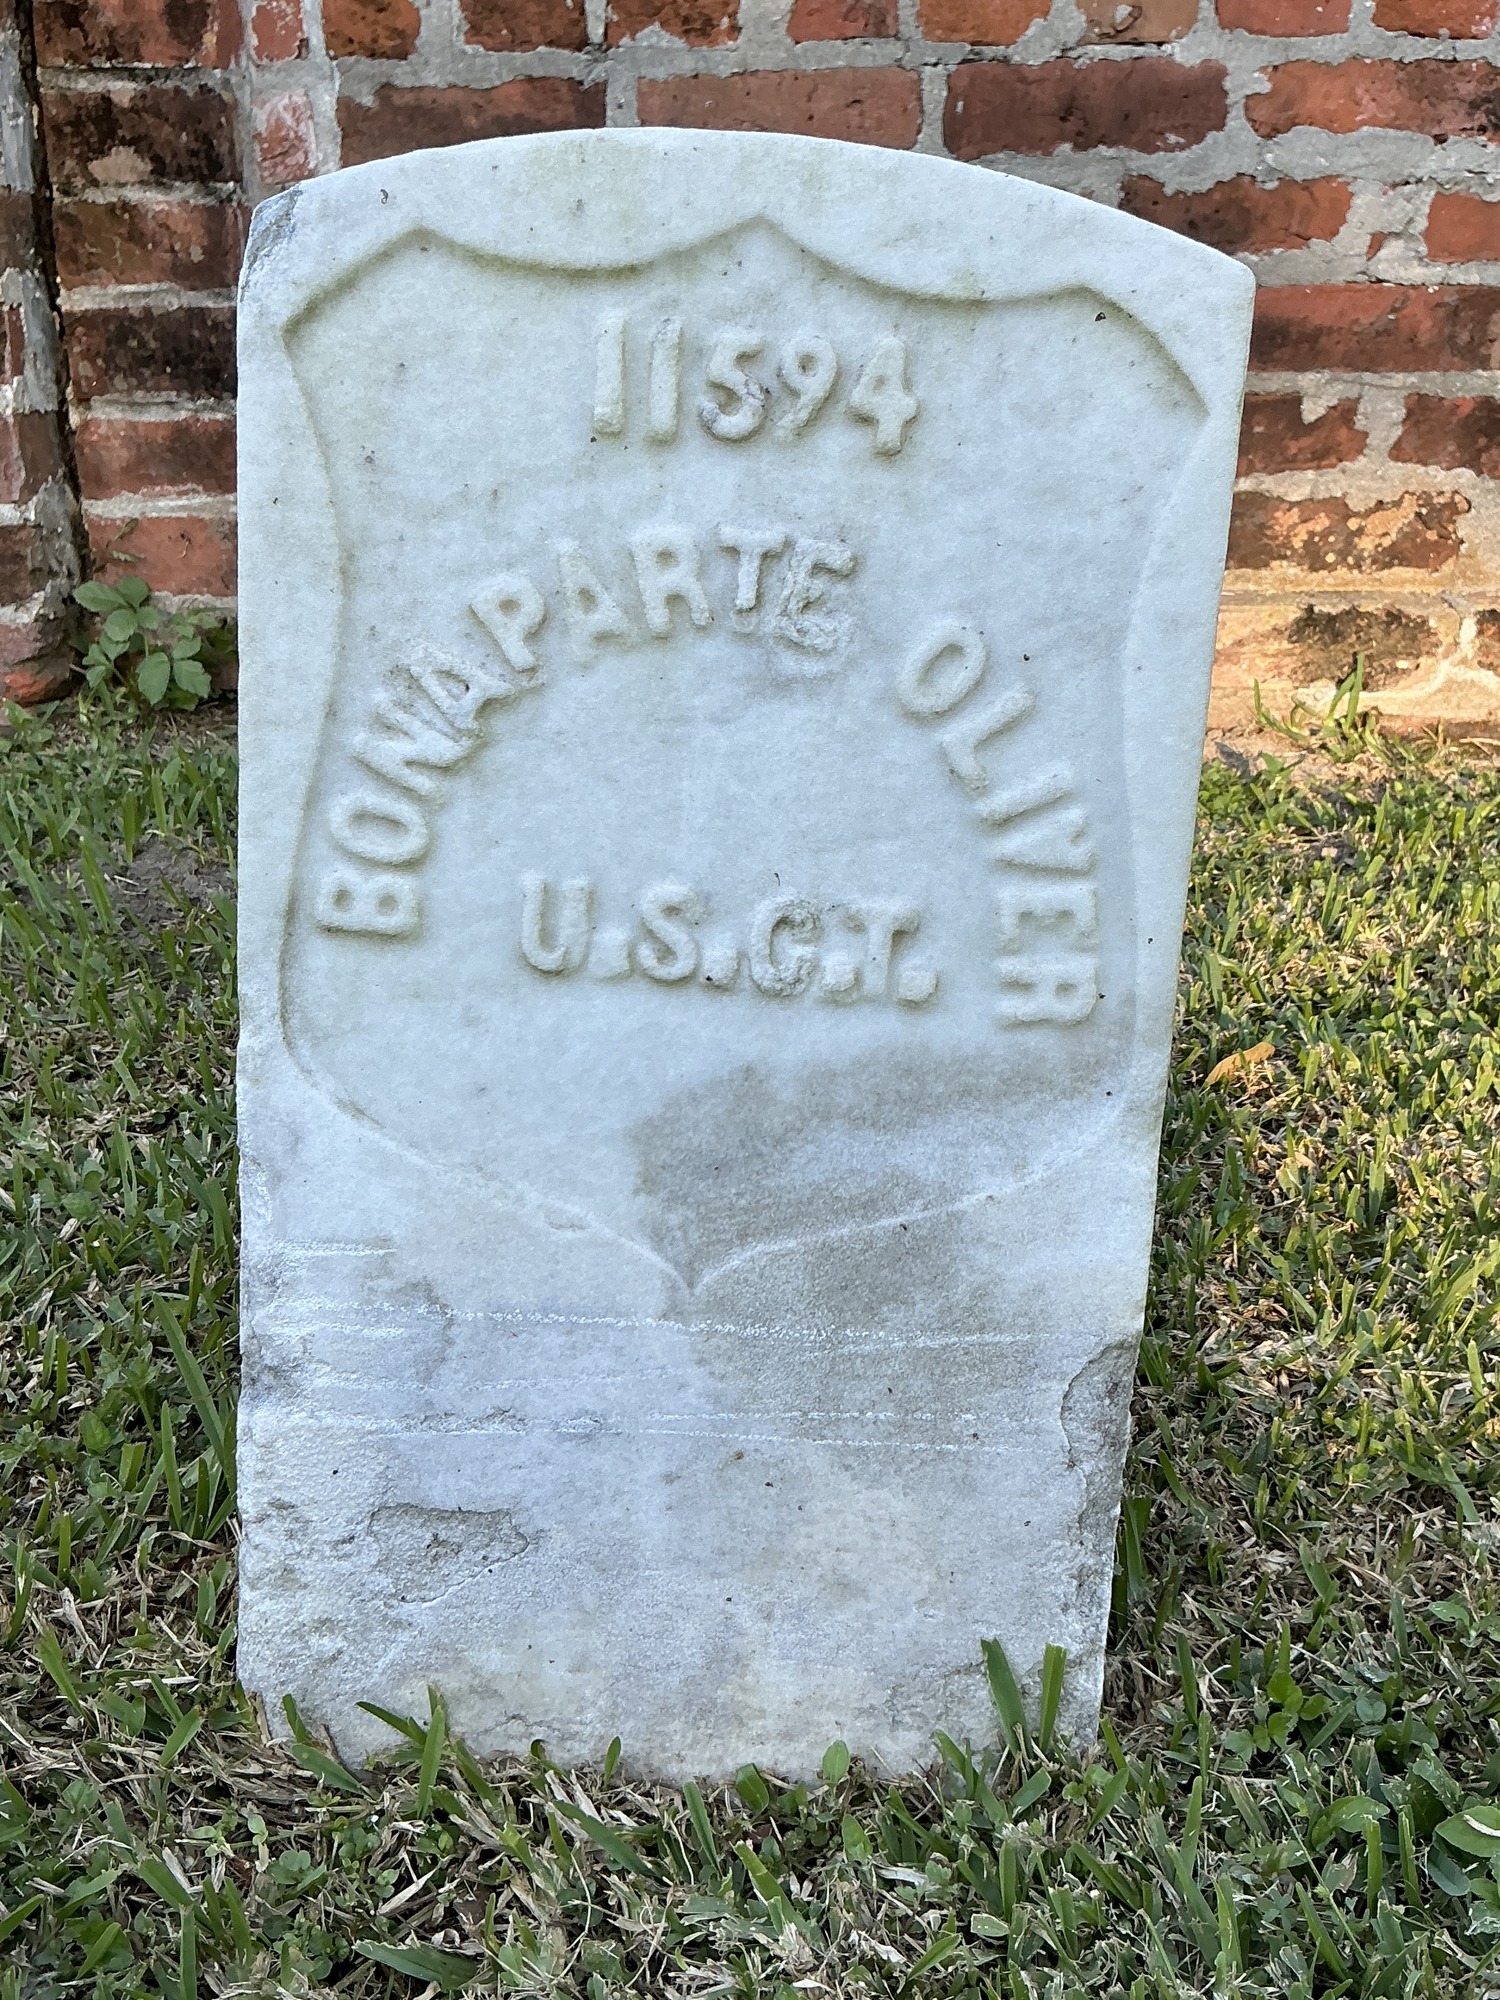 11594
BONAPARTE OLIVER
U.S.C.T.